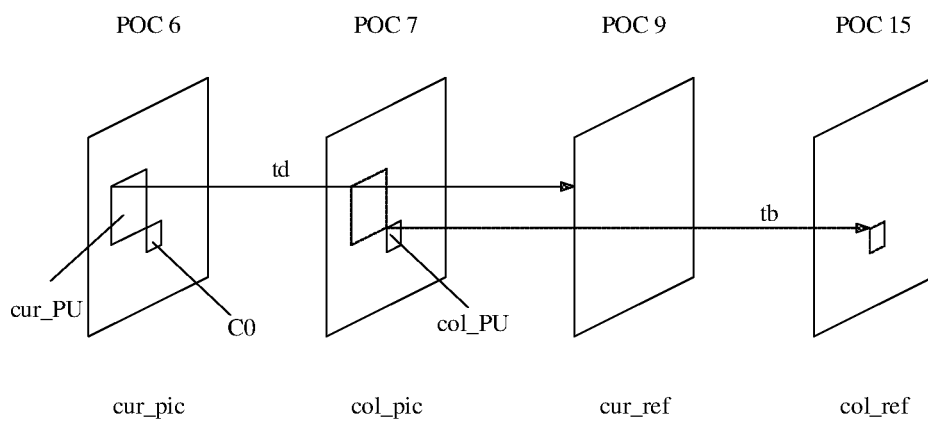 POC 6 POC 7 POC 9 POC 15
td
tb
cur_PU
C0
col_PU
cur_pic col_pic cur_ref col_ref